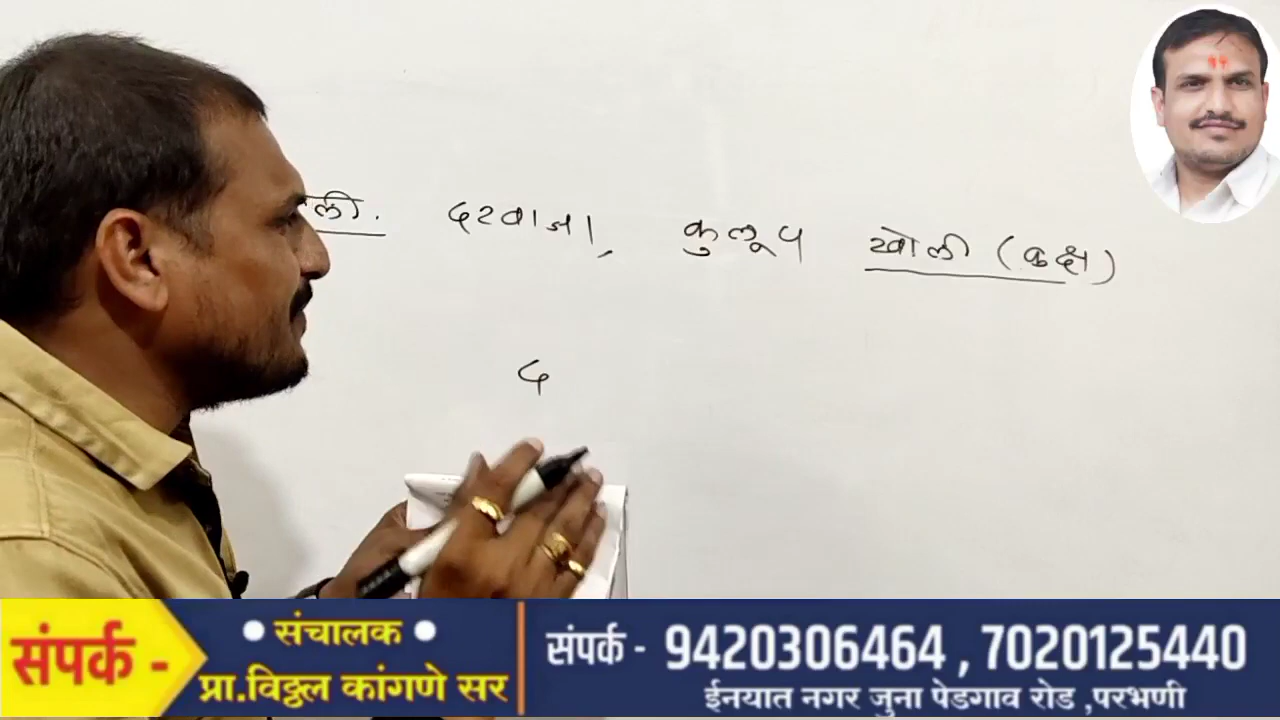 ली. दरवाजा, कुलूप खोली (कक्ष)
द
संपर्क -
• संचालक •
प्रा.विठ्ठल कांगणे सर
संपर्क - 9420306464 , 7020125440
ईनयात नगर जुना पेडगाव रोड ,परभणी